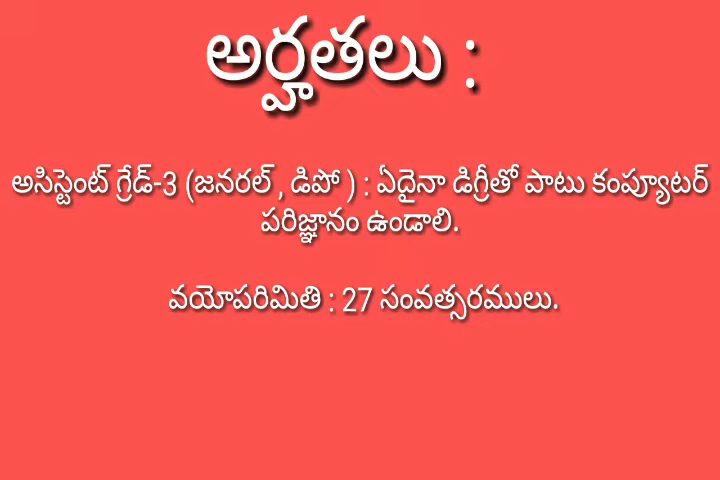 అర్హతలు :
అసిస్టెంట్ గ్రేడ్-3 (జనరల్ , డిపో ) : ఏదైనా డిగ్రీతో పాటు కంప్యూటర్
పరిజ్ఞానం ఉండాలి.
వయోపరిమితి : 27 సంవత్సరములు.